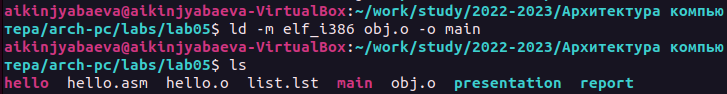 aikinjyabaeva@aikinjyabaeva-VirtualBox:~/work/study/2022-2023/Архитектура компью
тера/arch-pc/labs/lab05$ ld -m elf_i386 obj.o -o main
aikinjyabaeva@aikinjyabaeva-VirtualBox:~/work/study/2022-2023/Архитектура компью
тера/arch-pc/labs/lab05$ ls
hello  hello.asm  hello.o  list.lst  main  obj.o  presentation  report